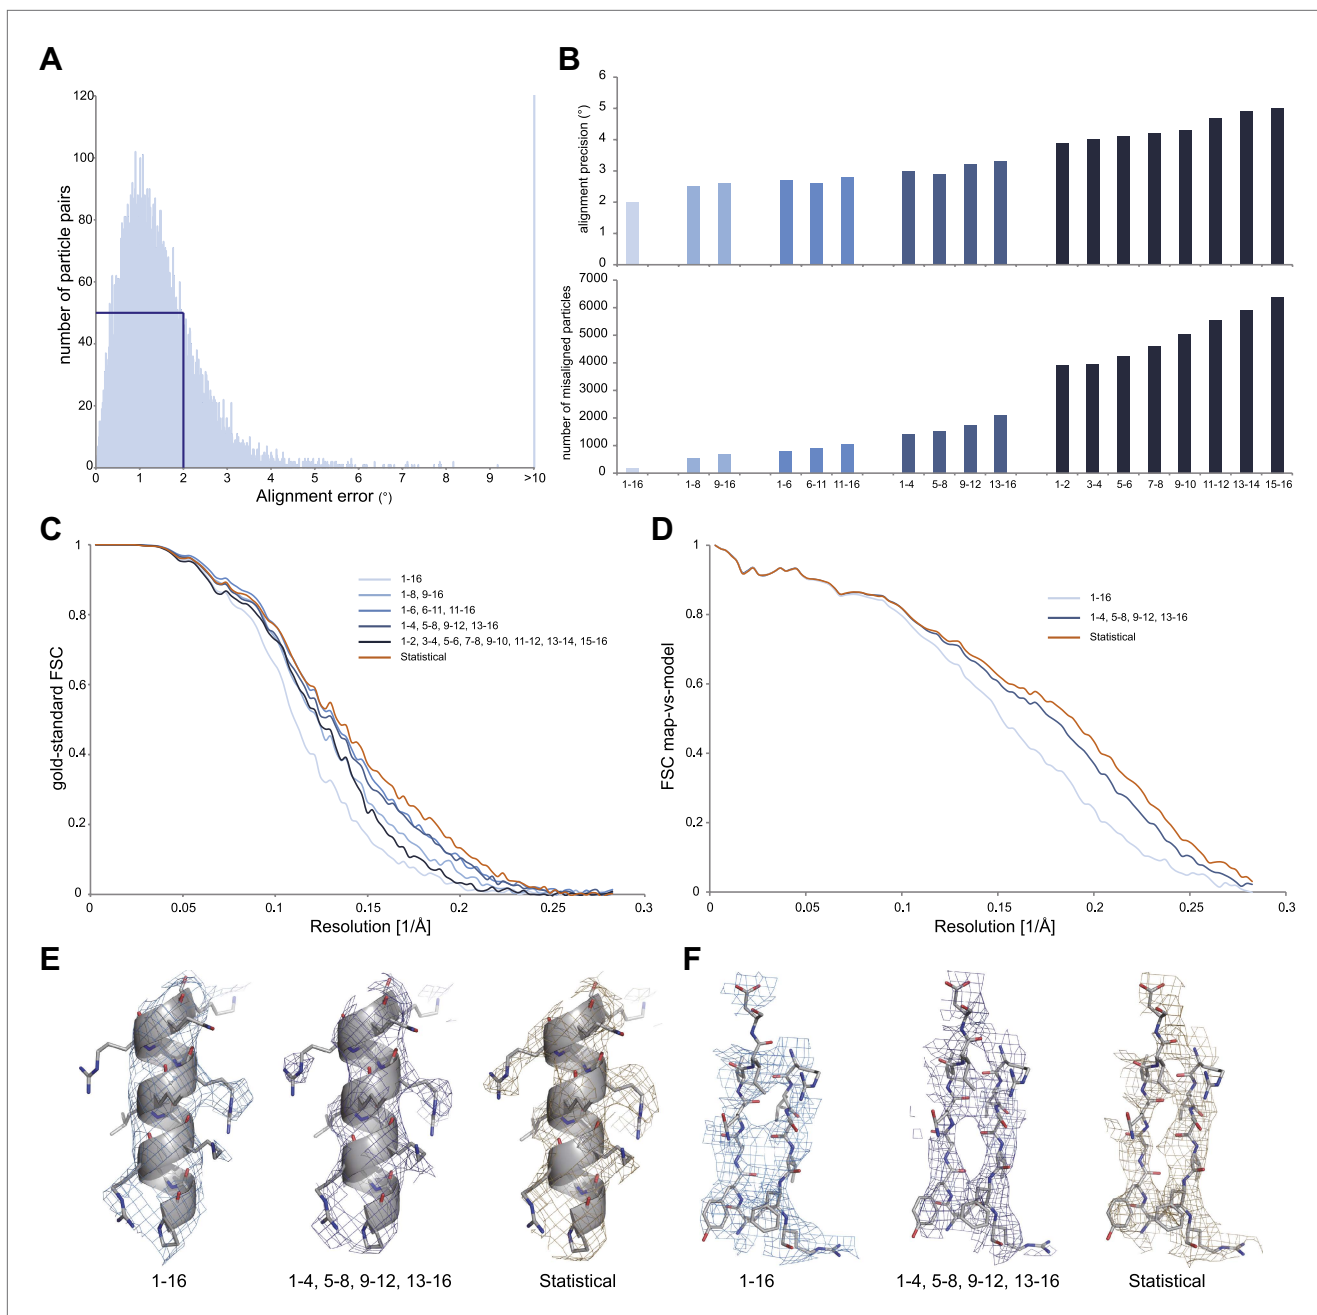 A
120
100
80
60
40
20
0
number of particle pairs
0 1 2 3 4 5 6 7 8 9 >10
Alignment error (°)
B
6
5
4
3
2
1
0
alignment precision (°)
7000
6000
5000
4000
3000
2000
1000
0
number of misaligned particles
1-16 1-8 9-16 1-6 6-11 11-16 1-4 5-8 9-12 13-16 1-2 3-4 5-6 7-8 9-10 11-12 13-14 15-16
C
1
0.8
0.6
0.4
0.2
0
gold-standard FSC
1-16
1-8, 9-16
1-6, 6-11, 11-16
1-4, 5-8, 9-12, 13-16
1-2, 3-4, 5-6, 7-8, 9-10, 11-12, 13-14, 15-16
Statistical
0 0.05 0.1 0.15 0.2 0.25 0.3
Resolution [1/Å]
D
1
0.8
0.6
0.4
0.2
0
FSC map-vs-model
1-16
1-4, 5-8, 9-12, 13-16
Statistical
0 0.05 0.1 0.15 0.2 0.25 0.3
Resolution [1/Å]
E
1-16
1-4, 5-8, 9-12, 13-16
Statistical
F
1-16
1-4, 5-8, 9-12, 13-16
Statistical